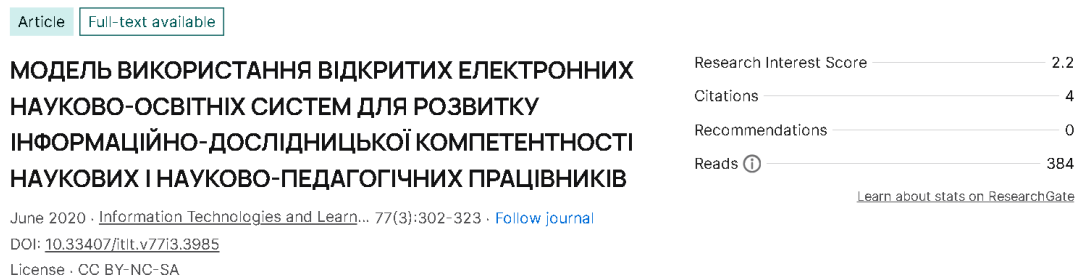 Article
Full-text available
МОДЕЛЬ ВИКОРИСТАННЯ ВІДКРИТИХ ЕЛЕКТРОННИХ
НАУКОВО-ОСВІТНІХ СИСТЕМ ДЛЯ РОЗВИТКУ
ІНФОРМАЦІЙНО-ДОСЛІДНИЦЬКОЇ КОМПЕТЕНТНОСТІ
НАУКОВИХ І НАУКОВО-ПЕДАГОГІЧНИХ ПРАЦІВНИКІВ
June 2020 · Information Technologies and Learn... 77(3):302-323 · Follow journal
DOI: 10.33407/itlt.v77i3.3985
License · CC BY-NC-SA
Research Interest Score 2.2
Citations 4
Recommendations 0
Reads 384
Learn about stats on ResearchGate